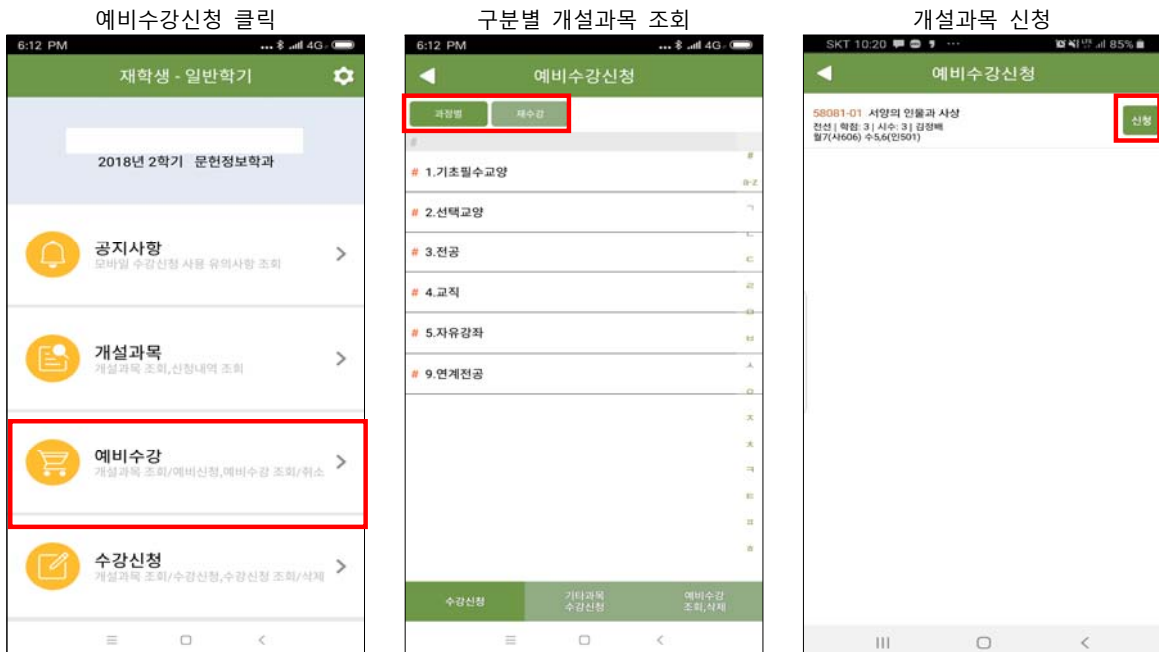 예비수강신청 클릭
6:12 PM
4G
재학생 - 일반학기
2018년 2학기 문헌정보학과
공지사항
모바일 수강신청 사용 유의사항 조회
개설과목
개설과목 조회,신청내역 조회
예비수강
개설과목 조회/예비신청,예비수강 조회/취소
수강신청
개설과목 조회/수강신청,수강신청 조회/삭제
구분별 개설과목 조회
6:12 PM
4G
예비수강신청
과정별 재수강
#
# 1.기초필수교양
# 2.선택교양
# 3.전공
# 4.교직
# 5.자유강좌
# 9.연계전공
#
a-z
ㄱ
ㄴ
ㄷ
ㄹ
ㅁ
ㅂ
ㅅ
ㅇ
ㅈ
ㅊ
ㅋ
ㅌ
ㅍ
ㅎ
수강신청
기타과목
수강신청
예비수강
조회,삭제
개설과목 신청
SKT 10:20
85%
예비수강신청
58081-01 서양의 인물과 사상
전선 | 학점: 3 | 시수: 3 | 김정배
월7(사606) 수5,6(인501)
신청